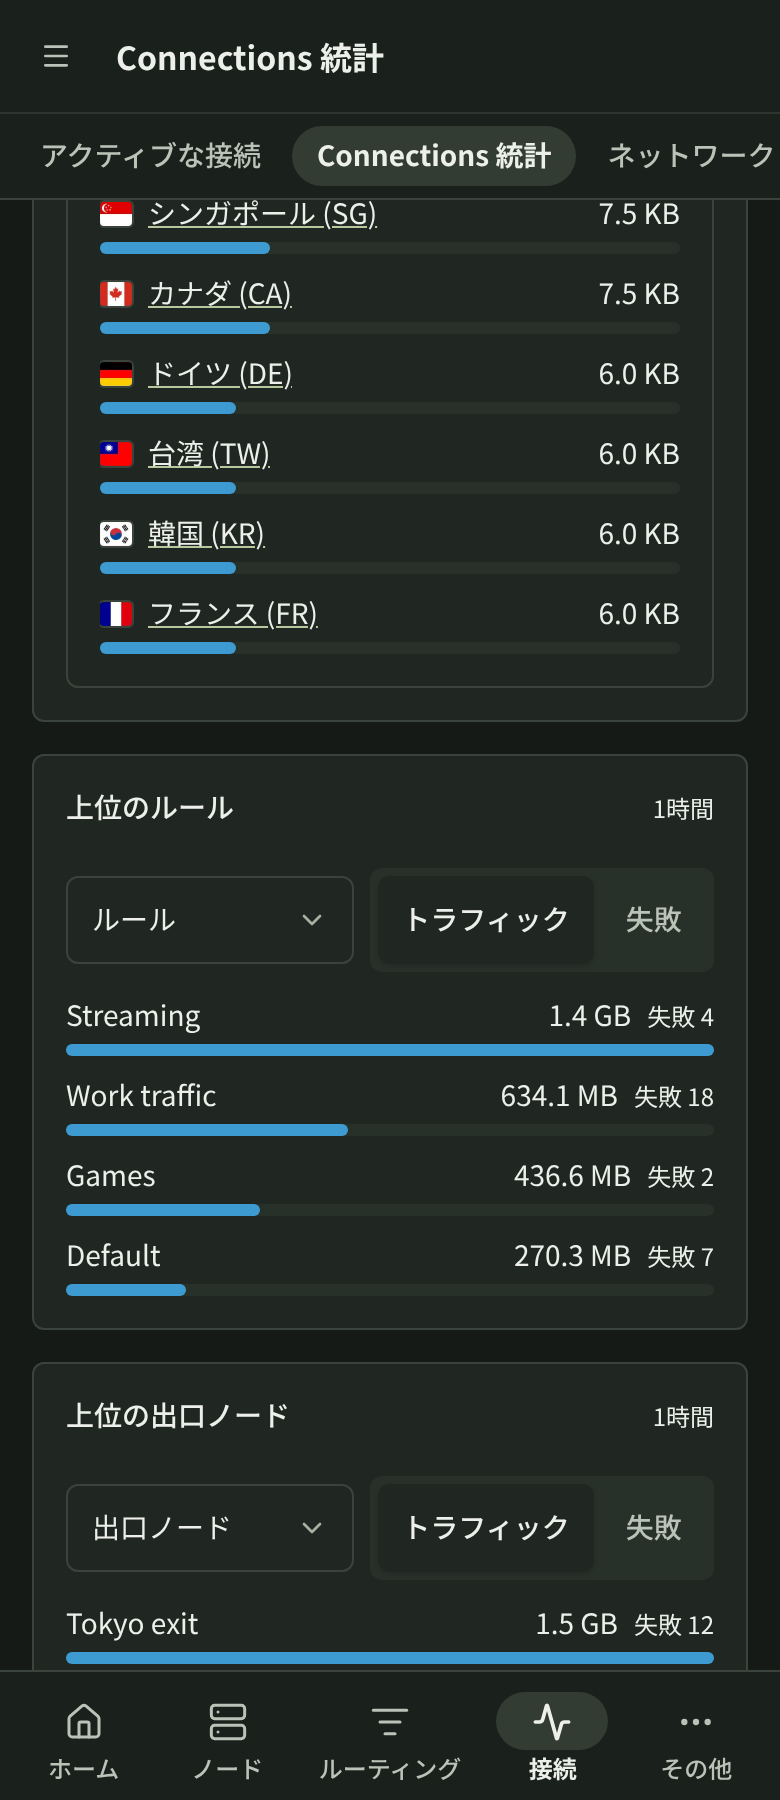 Connections 統計
アクティブな接続 Connections 統計 ネットワーク
シンガポール (SG) 7.5 KB
カナダ (CA) 7.5 KB
ドイツ (DE) 6.0 KB
台湾 (TW) 6.0 KB
韓国 (KR) 6.0 KB
フランス (FR) 6.0 KB
上位のルール 1時間
ルール トラフィック 失敗
Streaming 1.4 GB 失敗 4
Work traffic 634.1 MB 失敗 18
Games 436.6 MB 失敗 2
Default 270.3 MB 失敗 7
上位の出口ノード 1時間
出口ノード トラフィック 失敗
Tokyo exit 1.5 GB 失敗 12
ホーム ノード ルーティング 接続 その他